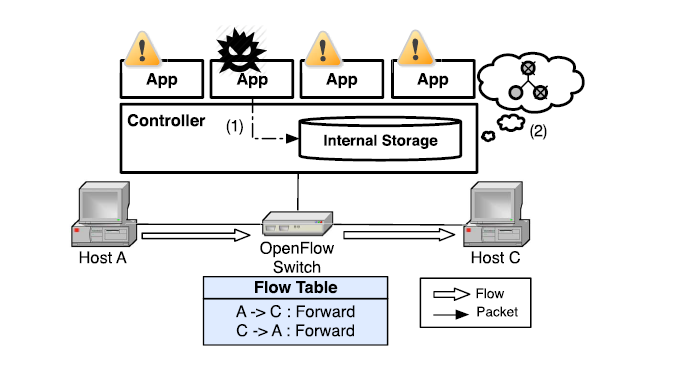 App
App
App
App
Controller
(1)
Internal Storage
(2)
Host A
OpenFlow
Switch
Host C
Flow Table
A -> C : Forward
C -> A : Forward
Flow
Packet